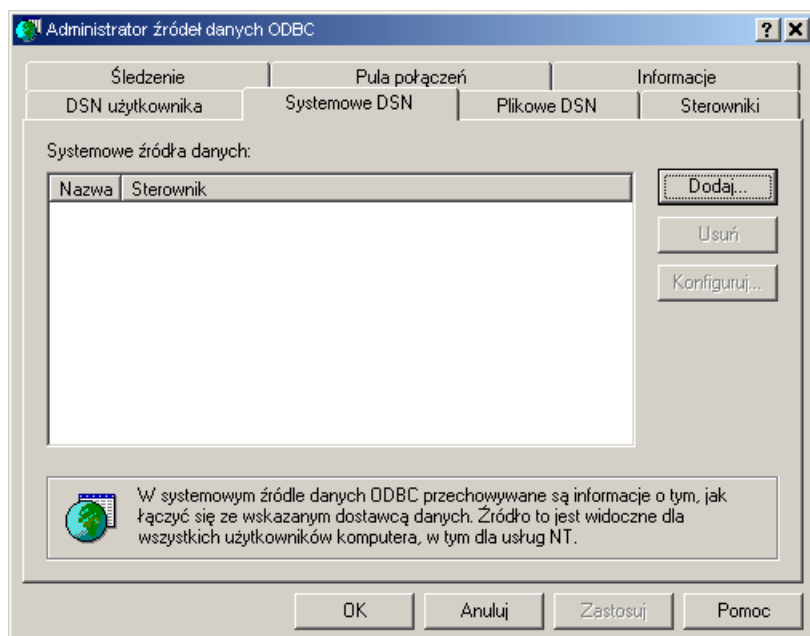 Administrator źródeł danych ODBC
Śledzenie
Pula połączeń
Informacje
DSN użytkownika
Systemowe DSN
Plikowe DSN
Sterowniki
Systemowe źródła danych:
Nazwa
Sterownik
Dodaj...
Usuń
Konfiguruj...
W systemowym źródle danych ODBC przechowywane są informacje o tym, jak
łączyć się ze wskazanym dostawcą danych. Źródło to jest widoczne dla
wszystkich użytkowników komputera, w tym dla usług NT.
OK
Anuluj
Zastosuj
Pomoc